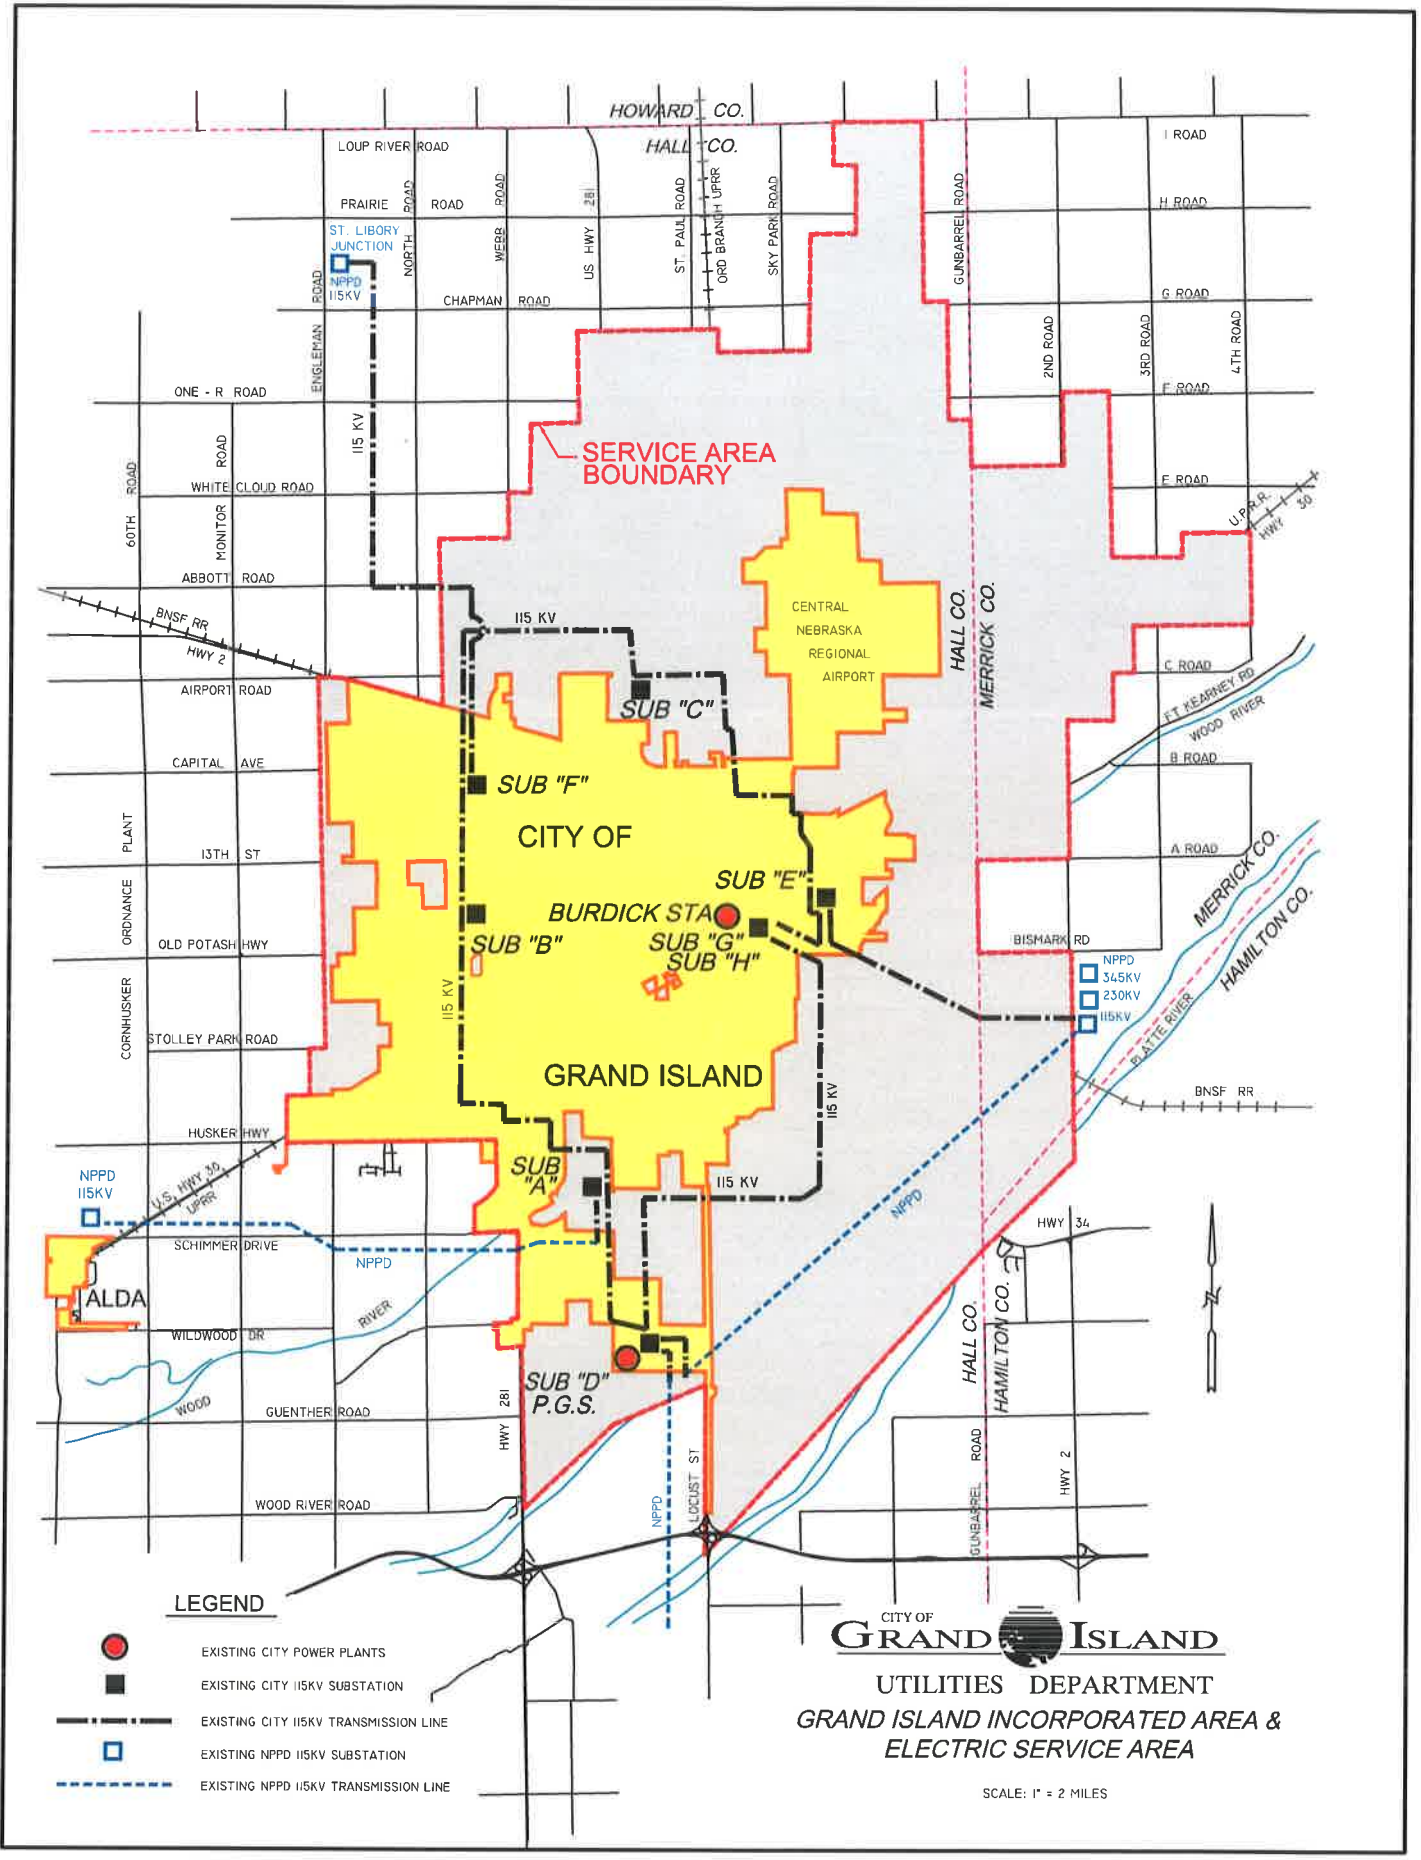 HOWARD CO.
HALL CO.
LOUP RIVER ROAD
I ROAD
PRAIRIE ROAD
H ROAD
ST. LIBORY
JUNCTION
NPPD
115KV
NORTH ROAD
WEBB ROAD
US HWY 281
ST. PAUL ROAD
ORD BRANCH UPRR
SKY PARK ROAD
GUNBARREL ROAD
CHAPMAN ROAD
G ROAD
ENGLEMAN ROAD
2ND ROAD
3RD ROAD
4TH ROAD
ONE - R ROAD
F ROAD
115 KV
SERVICE AREA
BOUNDARY
60TH ROAD
MONITOR ROAD
WHITE CLOUD ROAD
E ROAD
U.P.R.R.
HWY 30
ABBOTT ROAD
BNSF RR
HWY 2
115 KV
CENTRAL
NEBRASKA
REGIONAL
AIRPORT
HALL CO.
MERRICK CO.
C ROAD
AIRPORT ROAD
SUB "C"
FT KEARNEY RD
WOOD RIVER
CAPITAL AVE
B ROAD
SUB "F"
CITY OF
13TH ST
A ROAD
CORNHUSKER ORDNANCE PLANT
SUB "E"
MERRICK CO.
HAMILTON CO.
BURDICK STA
SUB "B"
SUB "G"
SUB "H"
OLD POTASH HWY
BISMARK RD
NPPD
345KV
230KV
115KV
115 KV
PLATTE RIVER
STOLLEY PARK ROAD
GRAND ISLAND
115 KV
BNSF RR
HUSKER HWY
NPPD
115KV
U.S. HWY 30
UPRR
SUB
"A"
115 KV
NPPD
HWY 34
SCHIMMER DRIVE
NPPD
ALDA
RIVER
WILDWOOD DR
HALL CO.
HAMILTON CO.
SUB "D"
P.G.S.
WOOD
GUENTHER ROAD
HWY 281
LOCUST ST
NPPD
GUNBARREL ROAD
HWY 2
WOOD RIVER ROAD
LEGEND
EXISTING CITY POWER PLANTS
EXISTING CITY 115KV SUBSTATION
EXISTING CITY 115KV TRANSMISSION LINE
EXISTING NPPD 115KV SUBSTATION
EXISTING NPPD 115KV TRANSMISSION LINE
CITY OF
GRAND ISLAND
UTILITIES DEPARTMENT
GRAND ISLAND INCORPORATED AREA &
ELECTRIC SERVICE AREA
SCALE: 1" = 2 MILES